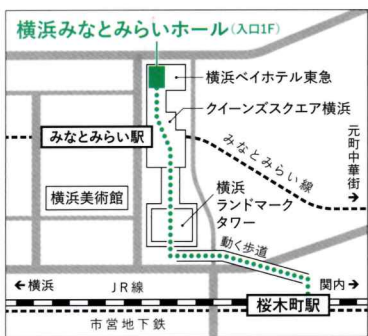 横浜みなとみらいホール(入口1F)
横浜ベイホテル東急
クイーンズスクエア横浜
みなとみらい駅
みなとみらい線
元町中華街
横浜美術館
横浜
ランドマーク
タワー
動く歩道
←横浜
JR線
関内→
桜木町駅
市営地下鉄